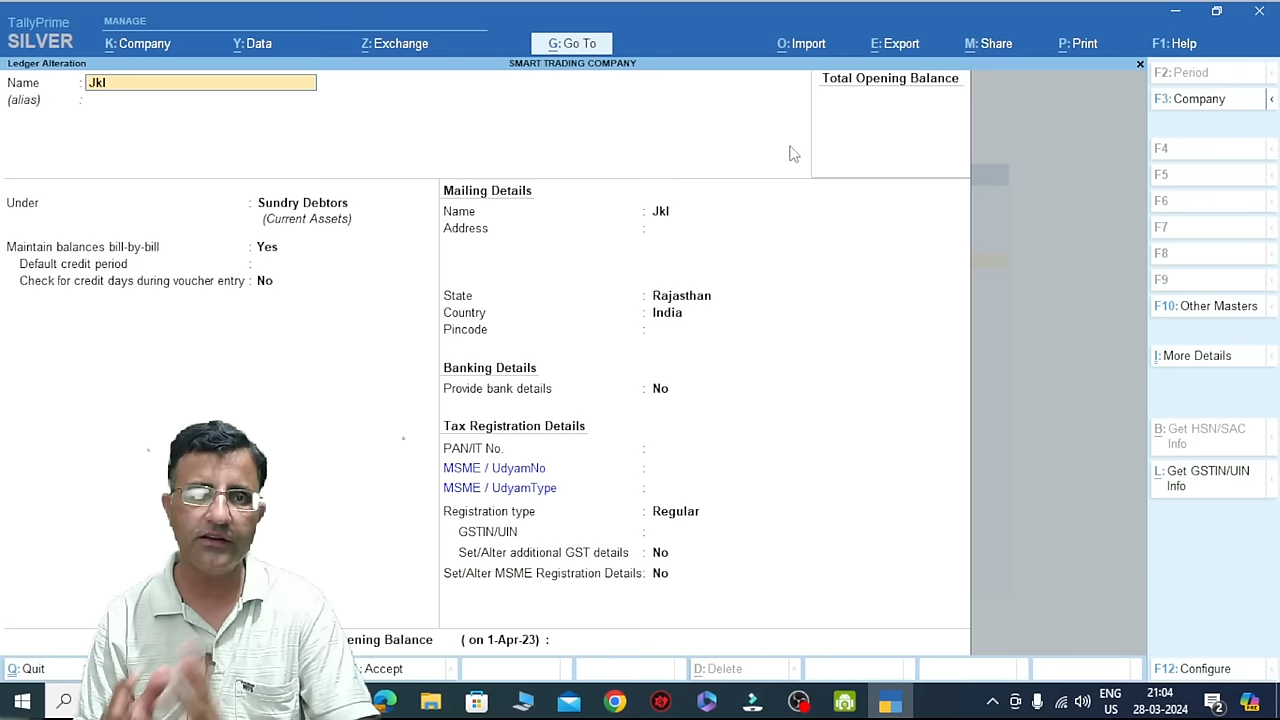 TallyPrime
SILVER
MANAGE
K: Company
Y: Data
Z: Exchange
G: Go To
O: Import
E: Export
M: Share
P: Print
F1: Help
Ledger Alteration
SMART TRADING COMPANY
Name : Jkl
(alias) :
Total Opening Balance
Under : Sundry Debtors
(Current Assets)
Maintain balances bill-by-bill : Yes
Default credit period :
Check for credit days during voucher entry : No
Mailing Details
Name : Jkl
Address :
State : Rajasthan
Country : India
Pincode :
Banking Details
Provide bank details : No
Tax Registration Details
PAN/IT No. :
MSME / UdyamNo :
MSME / UdyamType :
Registration type : Regular
GSTIN/UIN :
Set/Alter additional GST details : No
Set/Alter MSME Registration Details: No
ening Balance ( on 1-Apr-23) :
F2: Period
F3: Company
F4
F5
F6
F7
F8
F9
F10: Other Masters
I: More Details
B: Get HSN/SAC
Info
L: Get GSTIN/UIN
Info
Q: Quit
: Accept
D: Delete
F12: Configure
ENG
US
21:04
28-03-2024
2
PRE